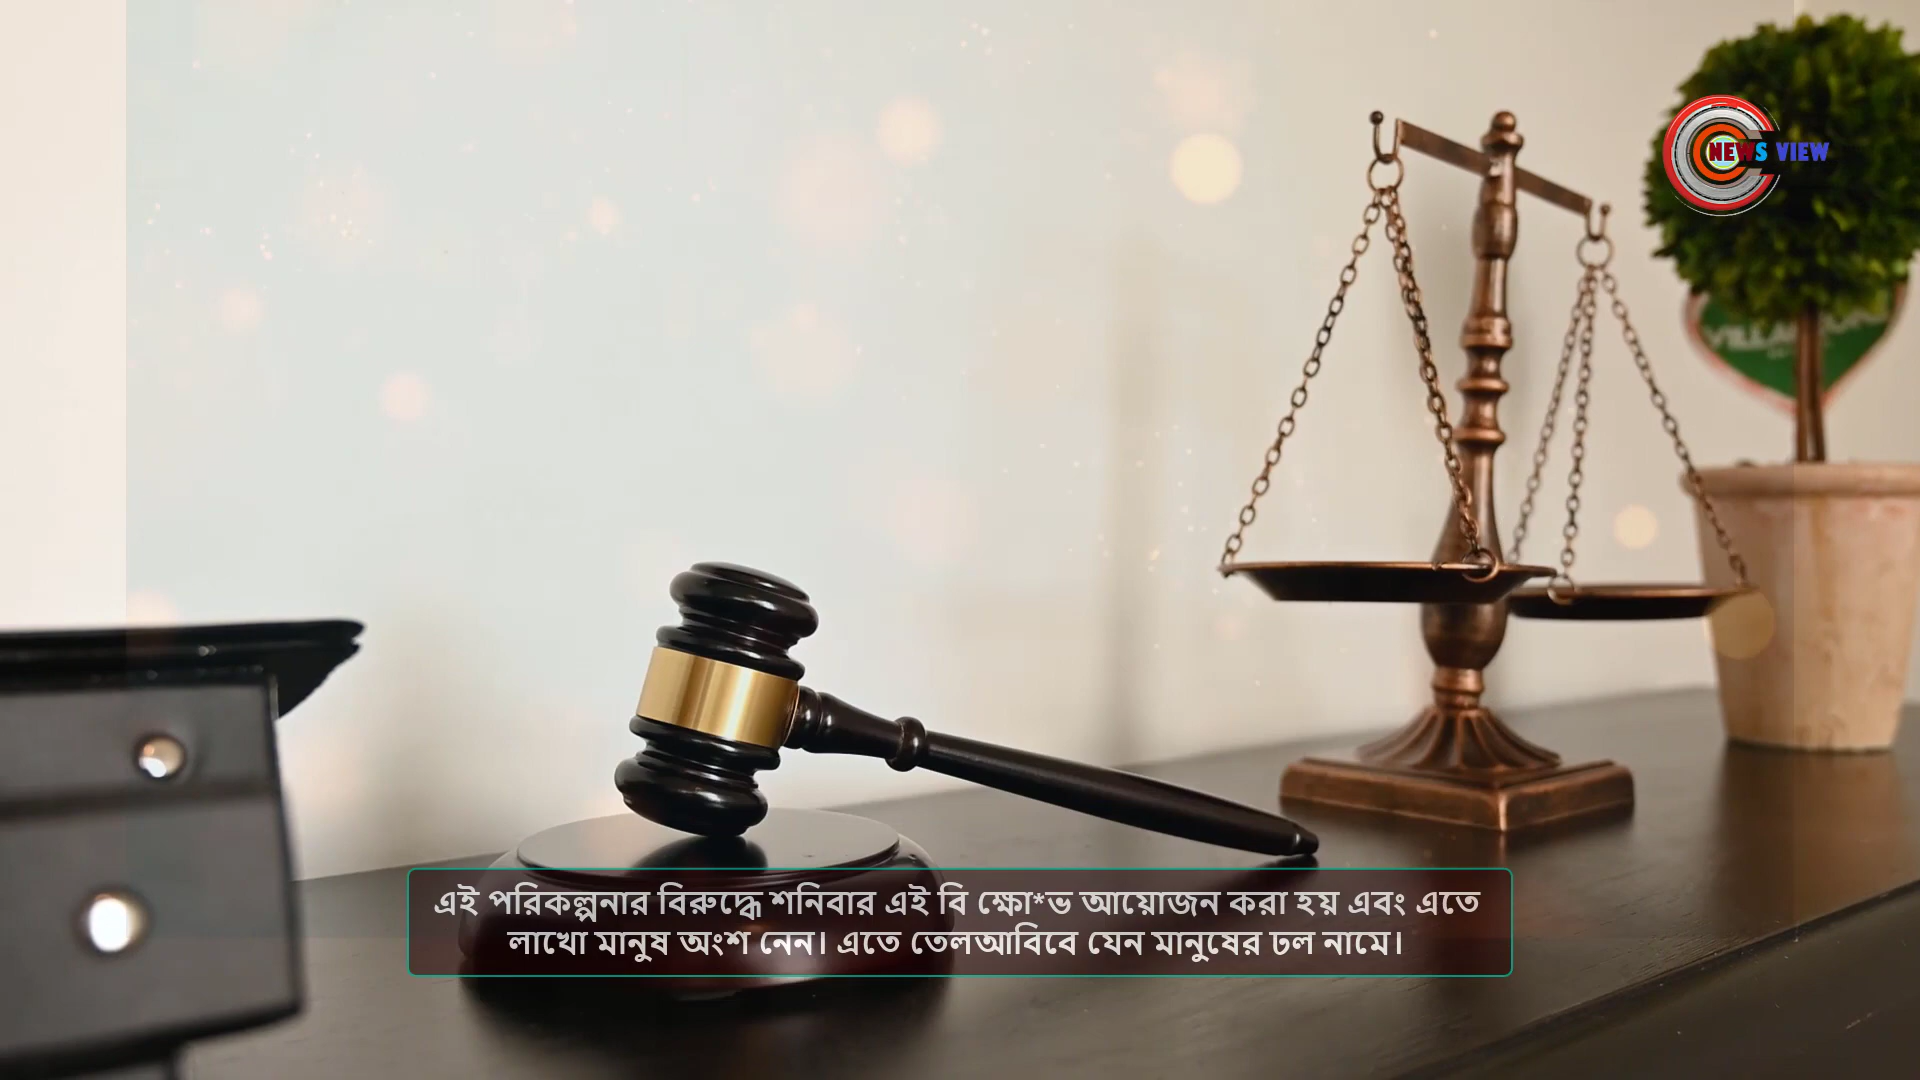 NEWS VIEW
এই পরিকল্পনার বিরুদ্ধে শনিবার এই বি ক্ষো*ভ আয়োজন করা হয় এবং এতে
লাখো মানুষ অংশ নেন। এতে তেলআবিবে যেন মানুষের ঢল নামে।